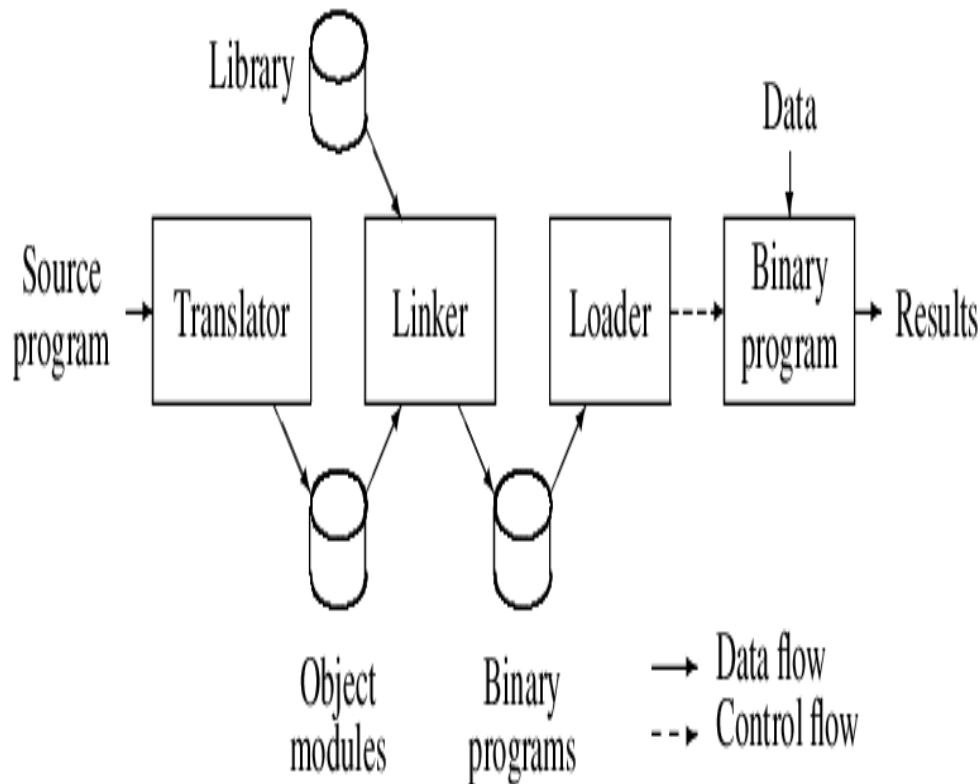 Library
Data
Source
program
Translator
Linker
Loader
Binary
program
Results
Object
modules
Binary
programs
Data flow
Control flow